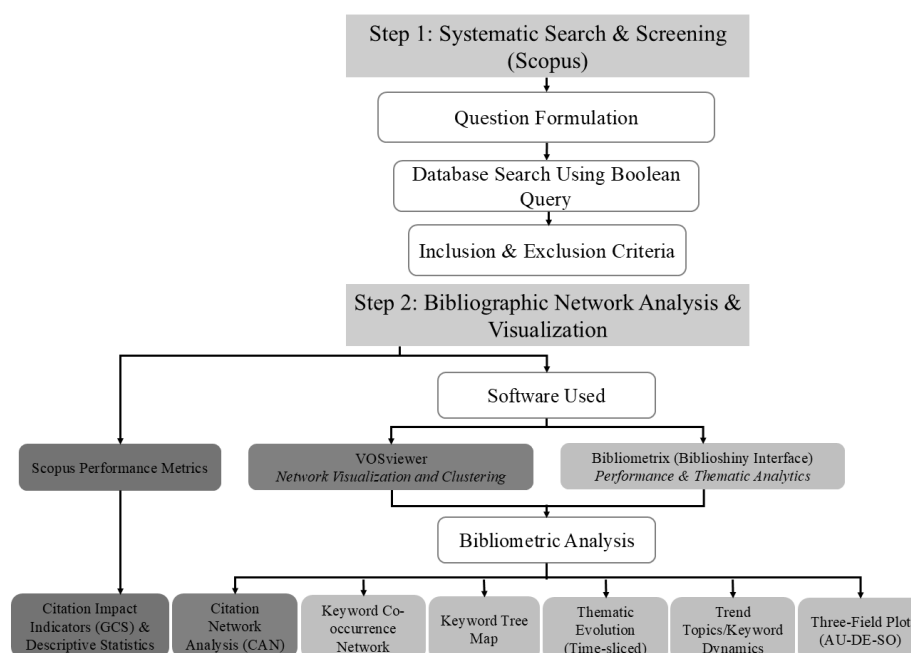 Step 1: Systematic Search & Screening
(Scopus)
Question Formulation
Database Search Using Boolean
Query
Inclusion & Exclusion Criteria
Step 2: Bibliographic Network Analysis &
Visualization
Software Used
Scopus Performance Metrics
VOSviewer
Network Visualization and Clustering
Bibliometrix (Biblioshiny Interface)
Performance & Thematic Analytics
Bibliometric Analysis
Citation Impact
Indicators (GCS) &
Descriptive Statistics
Citation
Network
Analysis (CAN)
Keyword Co-
occurrence
Network
Keyword Tree
Map
Thematic
Evolution
(Time-sliced)
Trend
Topics/Keyword
Dynamics
Three-Field Plot
(AU-DE-SO)